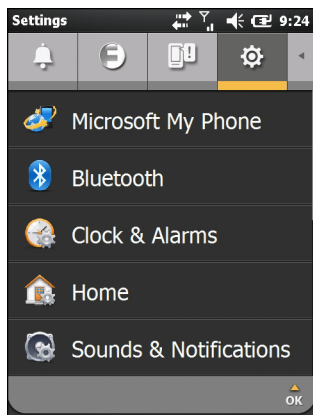 Settings 9:24
Microsoft My Phone
Bluetooth
Clock & Alarms
Home
Sounds & Notifications
OK